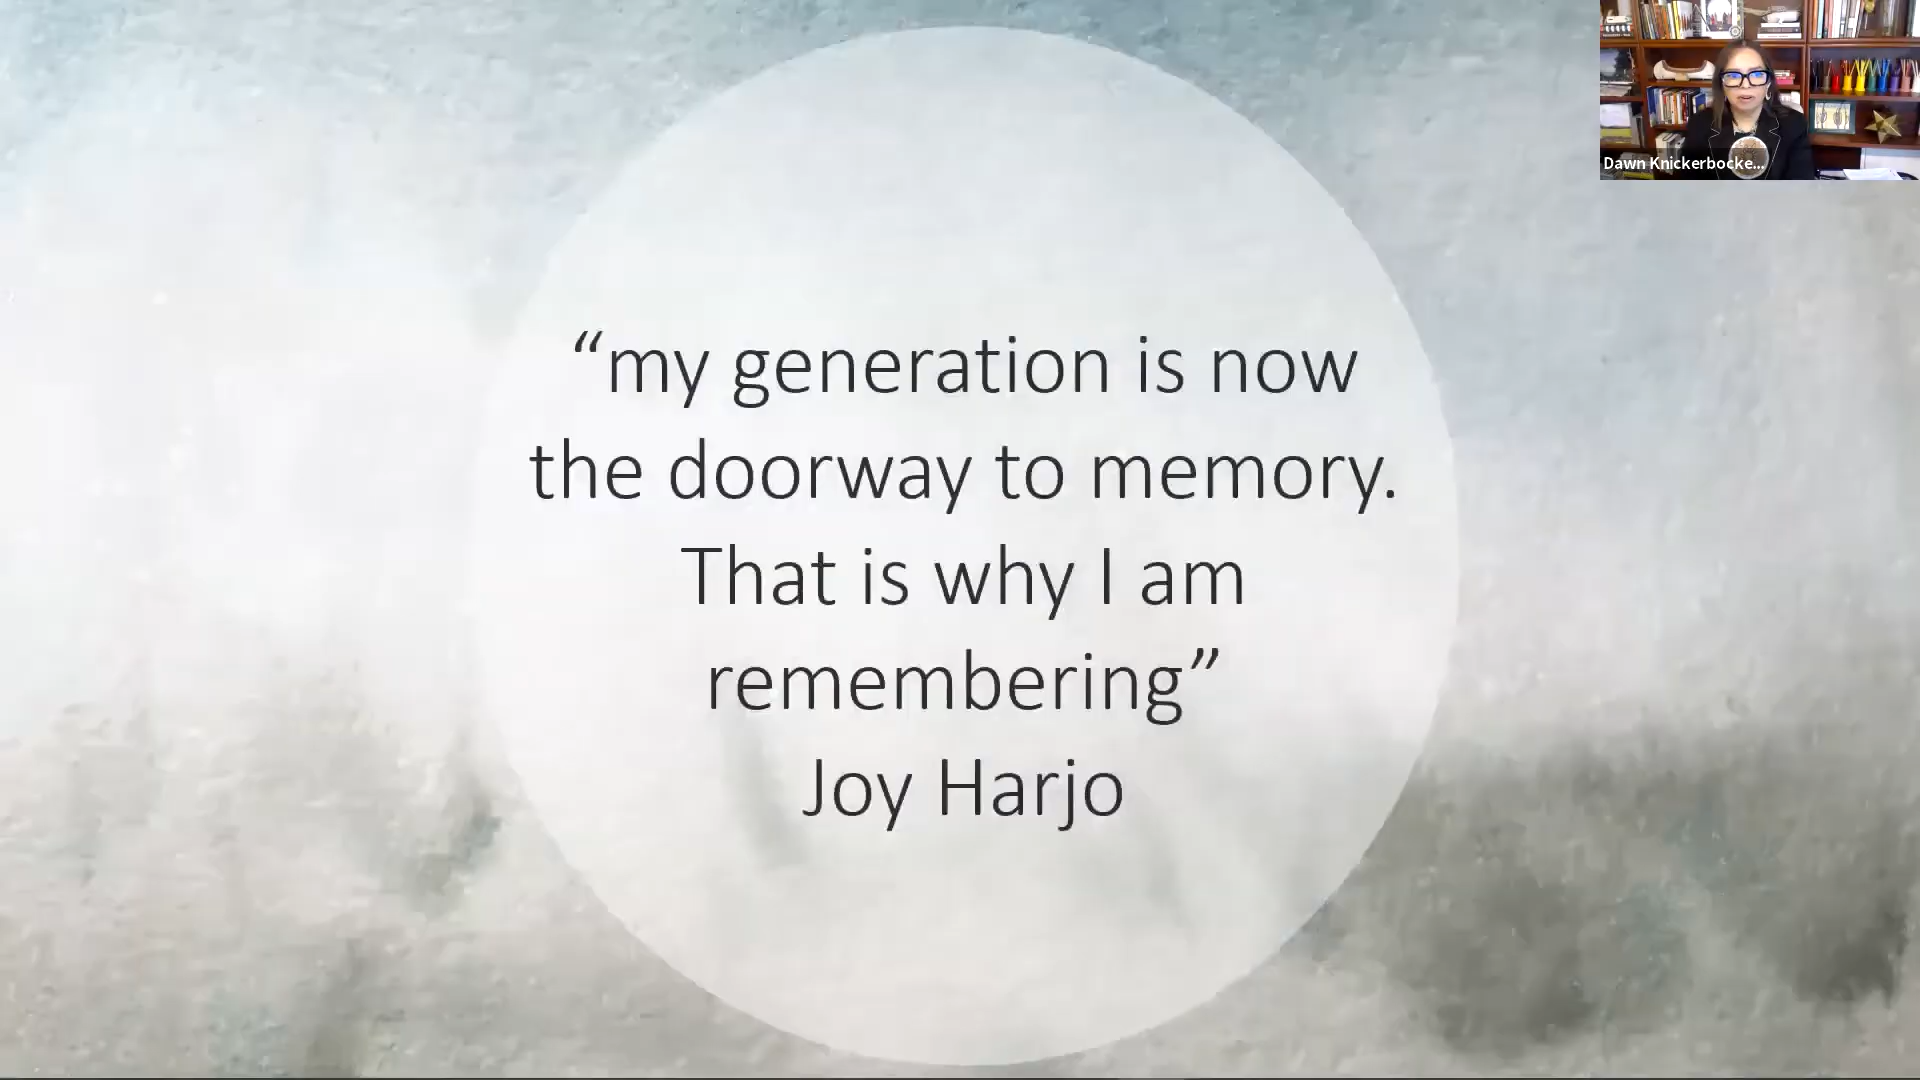 “my generation is now
the doorway to memory.
That is why I am
remembering”
Joy Harjo
Dawn Knickerbocke...